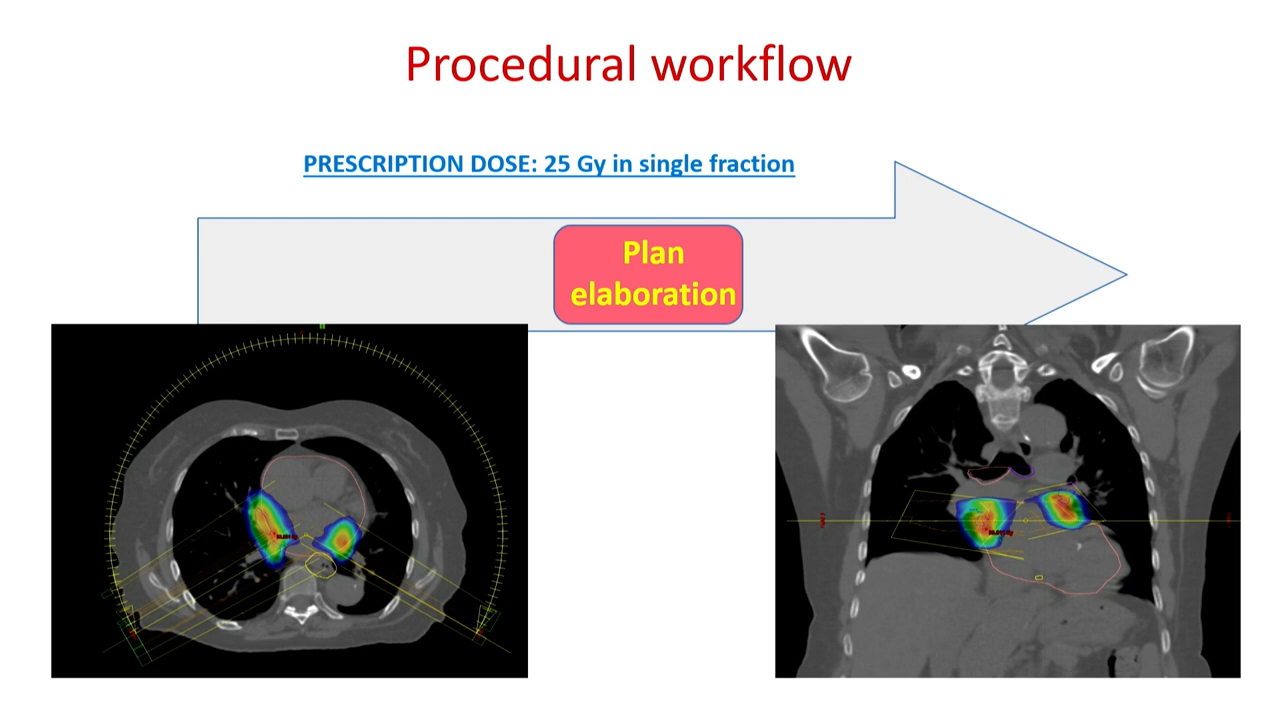 Procedural workflow
PRESCRIPTION DOSE: 25 Gy in single fraction
Plan
elaboration